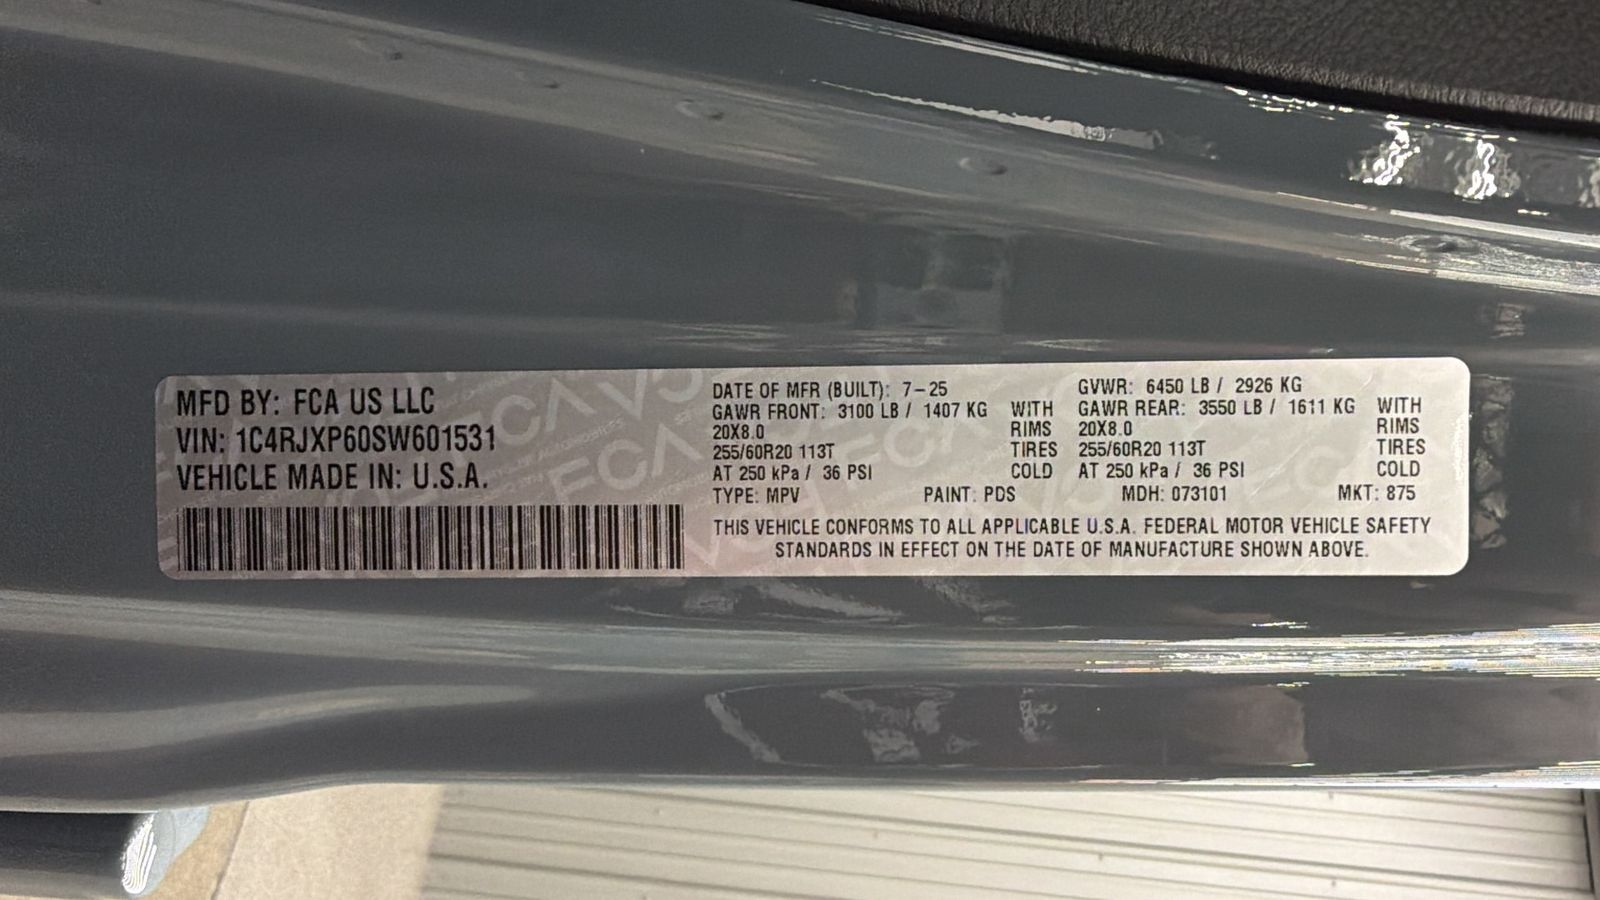 MFD BY: FCA US LLC
VIN: 1C4RJXP60SW601531
VEHICLE MADE IN: U.S.A.
DATE OF MFR (BUILT): 7-25
GAWR FRONT: 3100 LB / 1407 KG WITH
20X8.0 RIMS
255/60R20 113T TIRES
AT 250 kPa / 36 PSI COLD
GVWR: 6450 LB / 2926 KG
GAWR REAR: 3550 LB / 1611 KG WITH
20X8.0 RIMS
255/60R20 113T TIRES
AT 250 kPa / 36 PSI COLD
TYPE: MPV PAINT: PDS MDH: 073101 MKT: 875
THIS VEHICLE CONFORMS TO ALL APPLICABLE U.S.A. FEDERAL MOTOR VEHICLE SAFETY
STANDARDS IN EFFECT ON THE DATE OF MANUFACTURE SHOWN ABOVE.